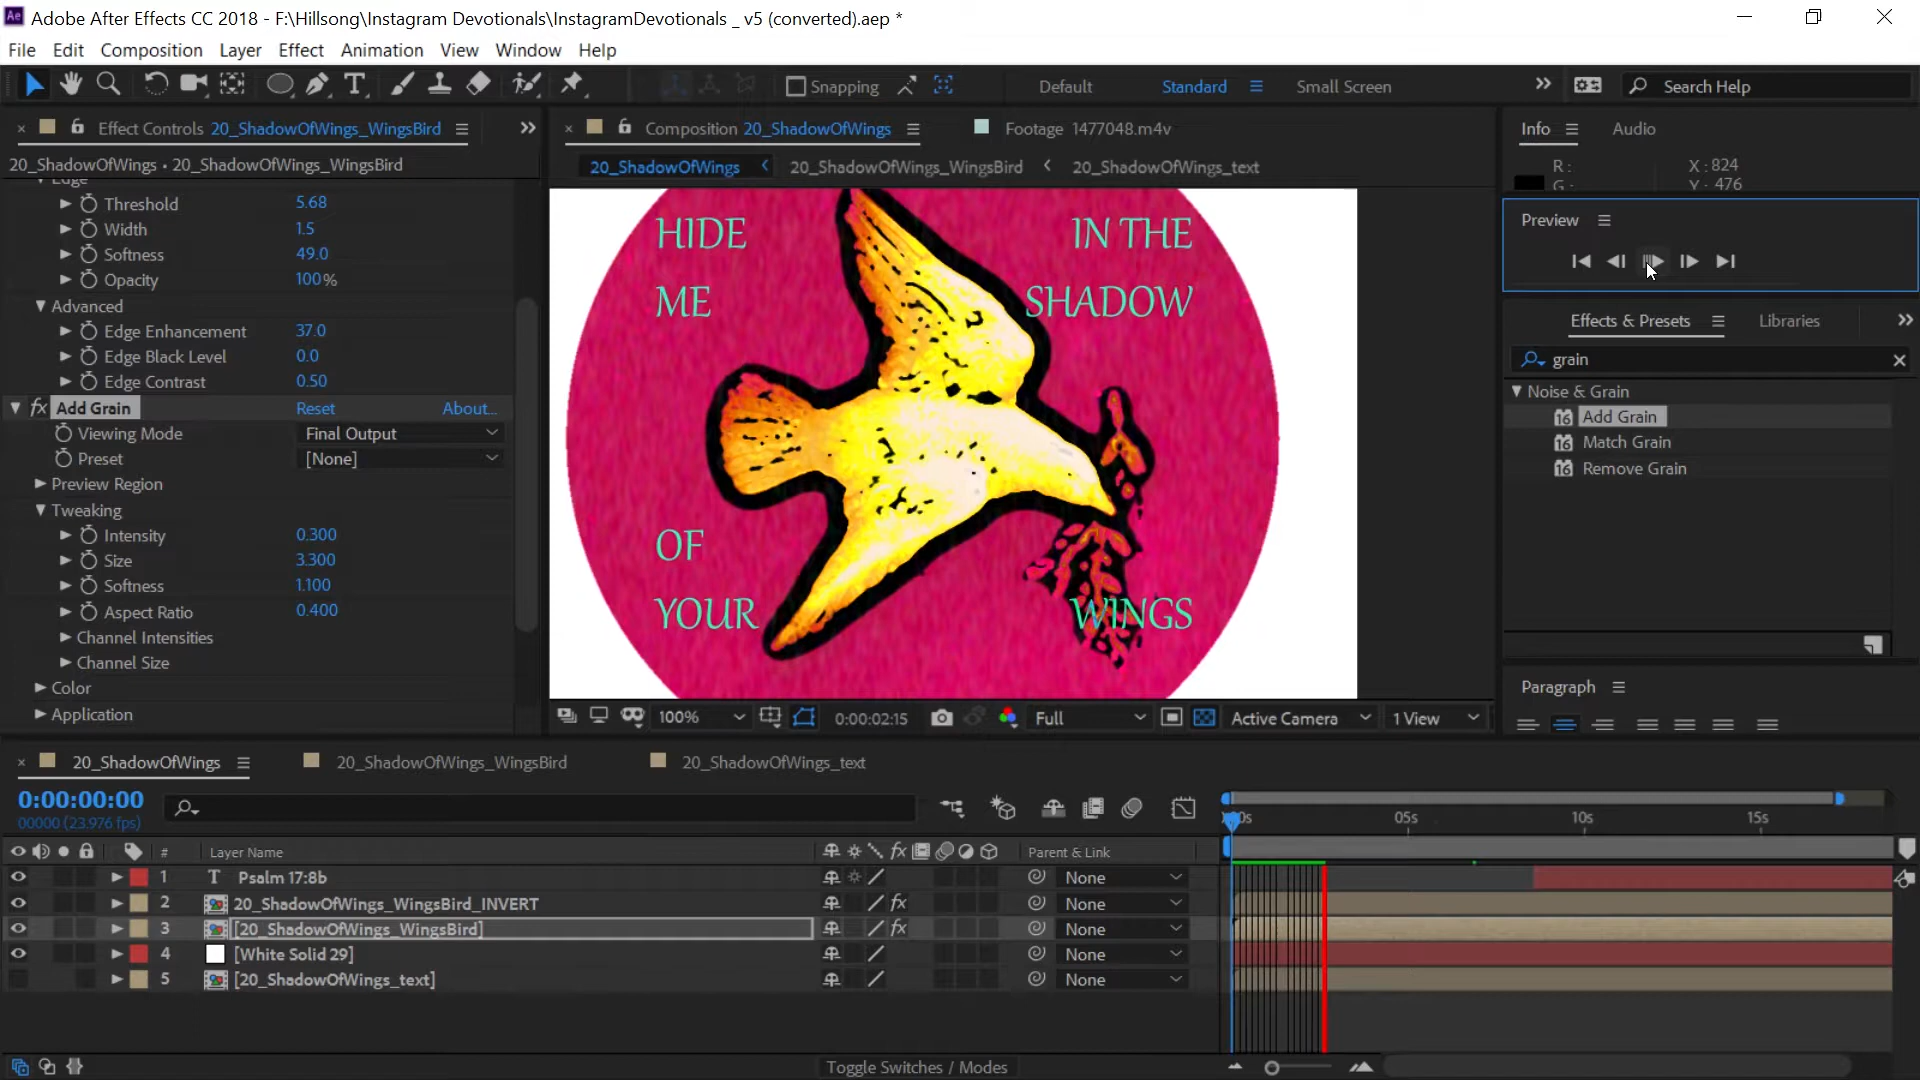 Adobe After Effects CC 2018 - F:\Hillsong\Instagram Devotionals\InstagramDevotionals _ v5 (converted).aep *
File Edit Composition Layer Effect Animation View Window Help
Snapping Default Standard Small Screen Search Help
Effect Controls 20_ShadowOfWings_WingsBird
20_ShadowOfWings • 20_ShadowOfWings_WingsBird
Edge
Threshold 5.68
Width 1.5
Softness 49.0
Opacity 100%
Advanced
Edge Enhancement 37.0
Edge Black Level 0.0
Edge Contrast 0.50
fx Add Grain Reset About...
Viewing Mode Final Output
Preset [None]
Preview Region
Tweaking
Intensity 0.300
Size 3.300
Softness 1.100
Aspect Ratio 0.400
Channel Intensities
Channel Size
Color
Application
Composition 20_ShadowOfWings Footage 1477048.m4v
20_ShadowOfWings 20_ShadowOfWings_WingsBird 20_ShadowOfWings_text
HIDE IN THE
ME SHADOW
OF
YOUR WINGS
100% 0:00:02:15 Full Active Camera 1 View
Info Audio
R: X: 824
G: Y: 476
Preview
Effects & Presets Libraries
grain
Noise & Grain
16 Add Grain
16 Match Grain
16 Remove Grain
Paragraph
20_ShadowOfWings 20_ShadowOfWings_WingsBird 20_ShadowOfWings_text
0:00:00:00
00000 (23.976 fps)
05s 10s 15s
# Layer Name fx Parent & Link
1 T Psalm 17:8b None
2 20_ShadowOfWings_WingsBird_INVERT fx None
3 [20_ShadowOfWings_WingsBird] fx None
4 [White Solid 29] None
5 [20_ShadowOfWings_text] None
Toggle Switches / Modes